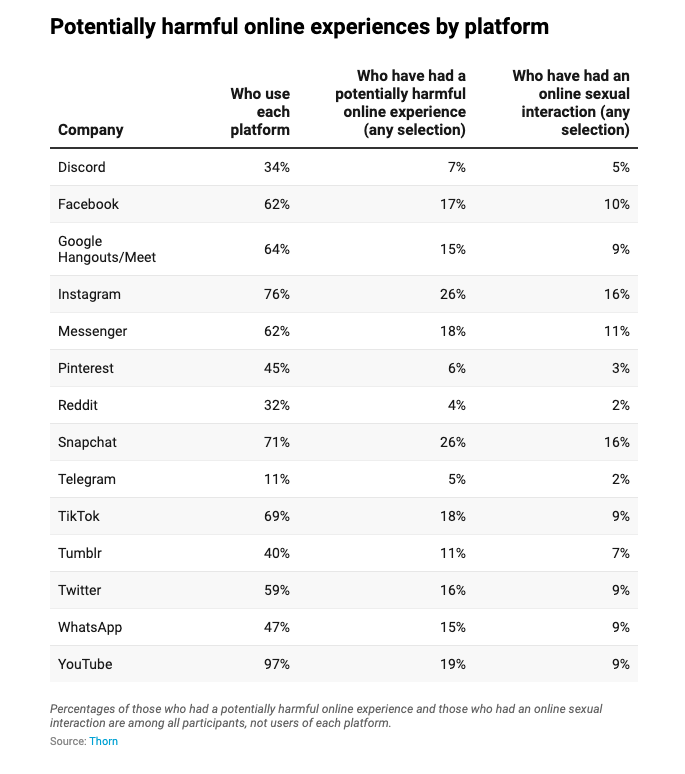 Potentially harmful online experiences by platform
Company
Who use
each
platform
Who have had a
potentially harmful
online experience
(any selection)
Who have had an
online sexual
interaction (any
selection)
Discord 34% 7% 5%
Facebook 62% 17% 10%
Google
Hangouts/Meet 64% 15% 9%
Instagram 76% 26% 16%
Messenger 62% 18% 11%
Pinterest 45% 6% 3%
Reddit 32% 4% 2%
Snapchat 71% 26% 16%
Telegram 11% 5% 2%
TikTok 69% 18% 9%
Tumblr 40% 11% 7%
Twitter 59% 16% 9%
WhatsApp 47% 15% 9%
YouTube 97% 19% 9%
Percentages of those who had a potentially harmful online experience and those who had an online sexual
interaction are among all participants, not users of each platform.
Source: Thorn